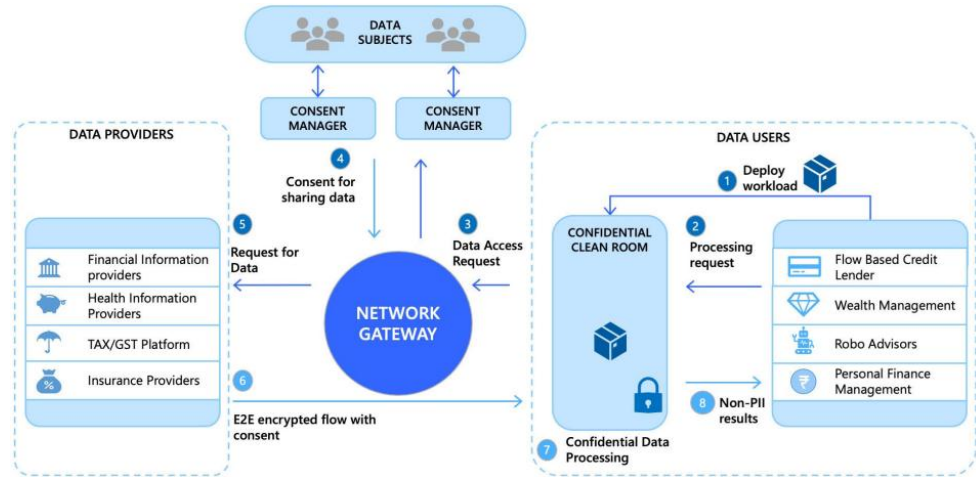 DATA
SUBJECTS
CONSENT
MANAGER
CONSENT
MANAGER
DATA PROVIDERS
DATA USERS
4
Consent for
sharing data
1
Deploy
workload
5
Request for
Data
3
Data Access
Request
CONFIDENTIAL
CLEAN ROOM
2
Processing
request
Financial Information
providers
Health Information
Providers
TAX/GST Platform
%
Insurance Providers
NETWORK
GATEWAY
Flow Based Credit
Lender
Wealth Management
Robo Advisors
₹
Personal Finance
Management
6
E2E encrypted flow with
consent
8
Non-PII
results
7
Confidential Data
Processing